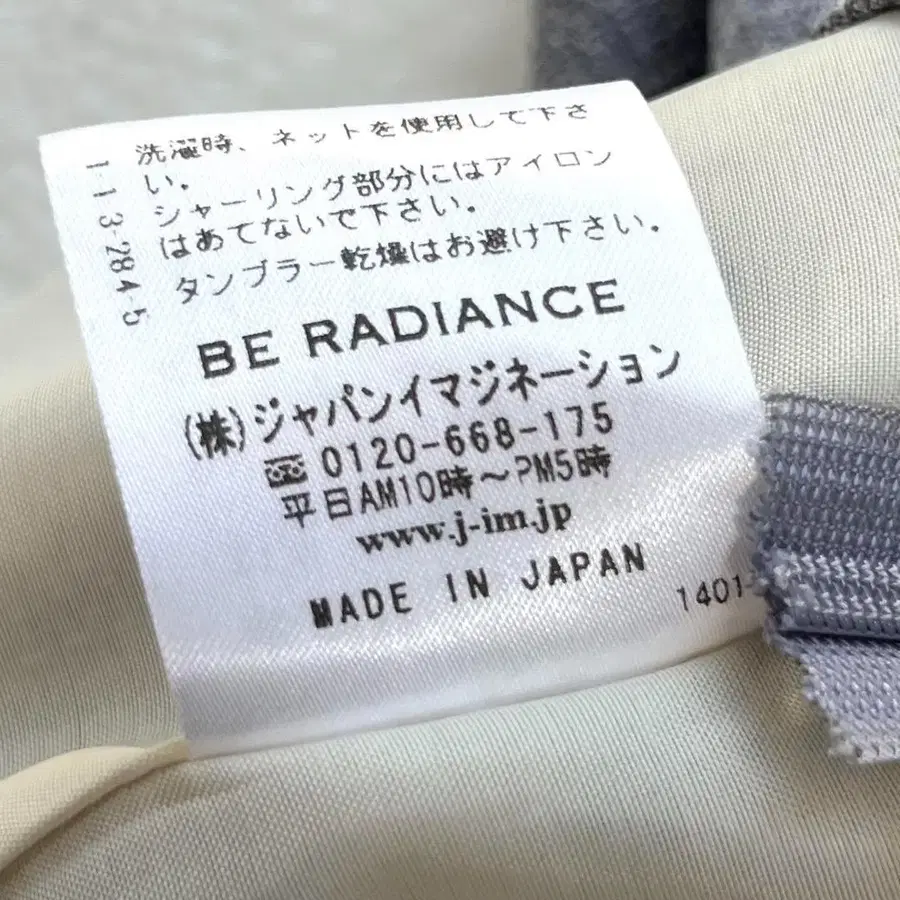 洗濯時、ネットを使用して下さ
い。
シャーリング部分にはアイロン
はあてないで下さい。
タンブラー乾燥はお避け下さい。
1-13-284-5
BE RADIANCE
(株)ジャパンイマジネーション
0120-668-175
平日AM10時～PM5時
www.j-im.jp
MADE IN JAPAN
1401-